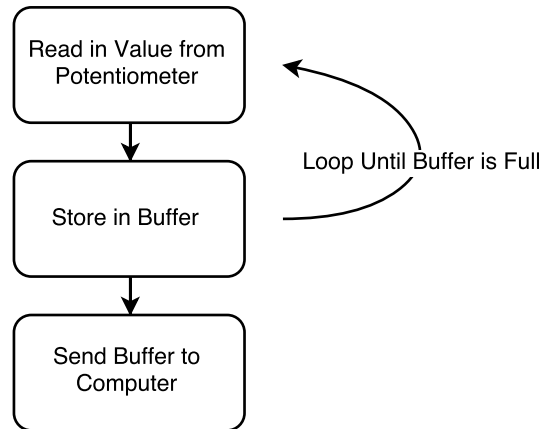 Read in Value from
Potentiometer
Loop Until Buffer is Full
Store in Buffer
Send Buffer to
Computer